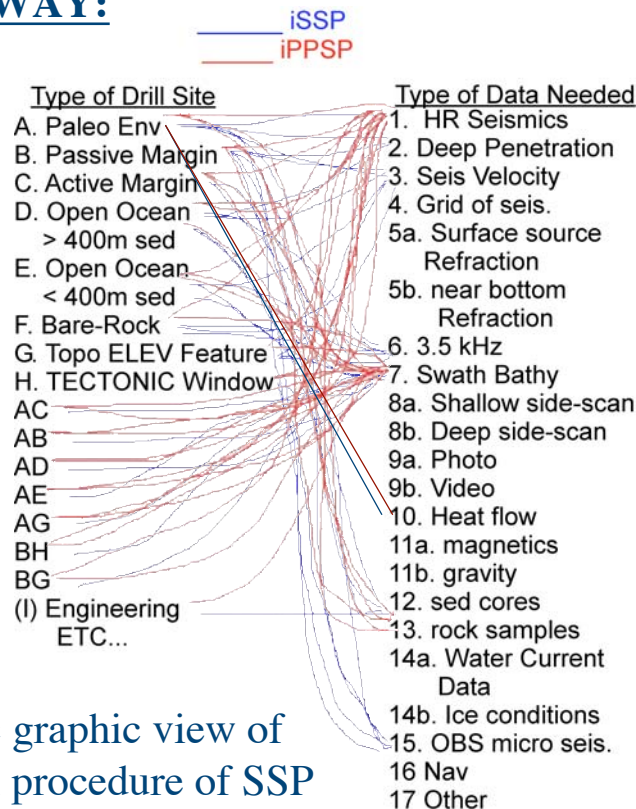 WAY:
iSSP
iPPSP
Type of Drill Site
A. Paleo Env
B. Passive Margin
C. Active Margin
D. Open Ocean
> 400m sed
E. Open Ocean
< 400m sed
F. Bare-Rock
G. Topo ELEV Feature
H. TECTONIC Window
AC
AB
AD
AE
AG
BH
BG
(I) Engineering
ETC...
Type of Data Needed
1. HR Seismics
2. Deep Penetration
3. Seis Velocity
4. Grid of seis.
5a. Surface source
Refraction
5b. near bottom
Refraction
6. 3.5 kHz
7. Swath Bathy
8a. Shallow side-scan
8b. Deep side-scan
9a. Photo
9b. Video
10. Heat flow
11a. magnetics
11b. gravity
12. sed cores
13. rock samples
14a. Water Current
Data
14b. Ice conditions
15. OBS micro seis.
16 Nav
17 Other
graphic view of
procedure of SSP